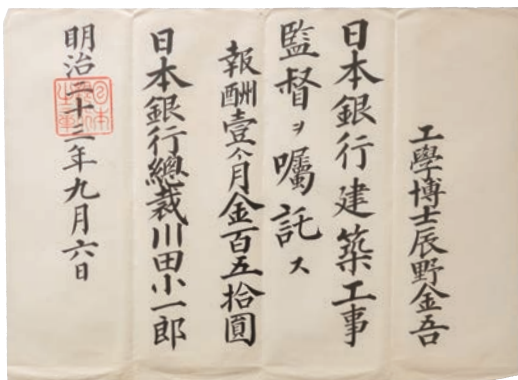 工學博士辰野金吾
日本銀行建築工事
監督ヲ囑託ス
報酬壹ヶ月金百五拾圓
日本銀行總裁川田小一郎
明治二十三年九月六日